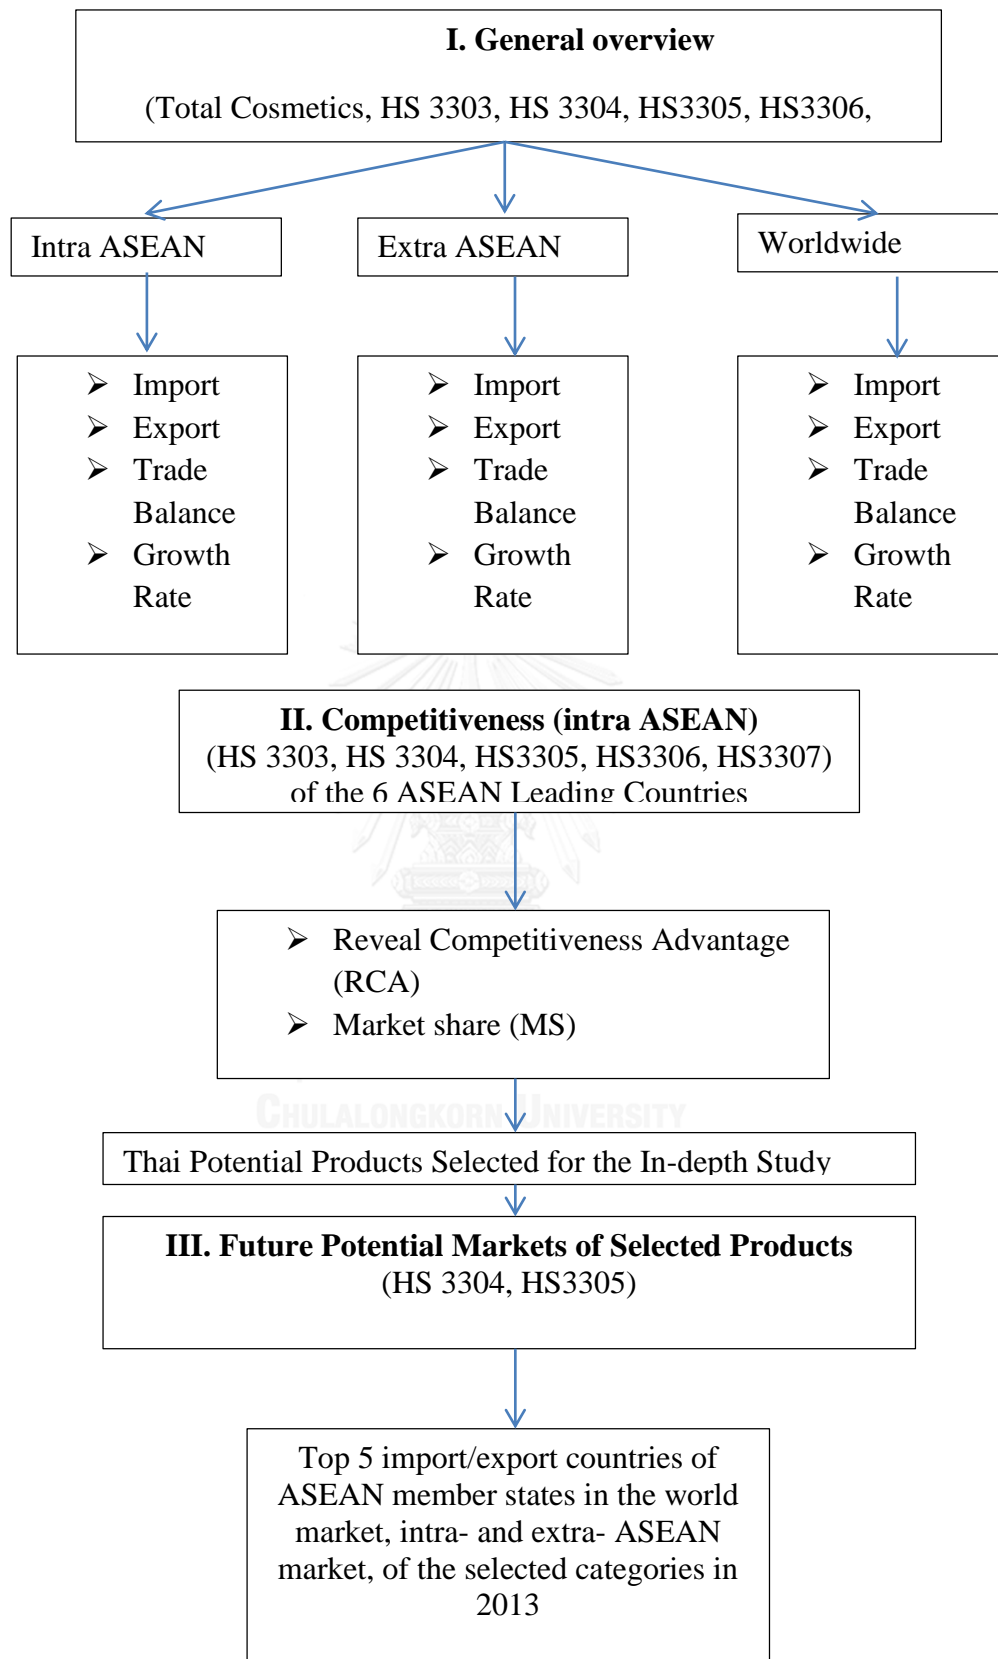 I. General overview
(Total Cosmetics, HS 3303, HS 3304, HS3305, HS3306,
Intra ASEAN
Extra ASEAN
Worldwide
➢ Import
➢ Export
➢ Trade
Balance
➢ Growth
Rate
➢ Import
➢ Export
➢ Trade
Balance
➢ Growth
Rate
➢ Import
➢ Export
➢ Trade
Balance
➢ Growth
Rate
II. Competitiveness (intra ASEAN)
(HS 3303, HS 3304, HS3305, HS3306, HS3307)
of the 6 ASEAN Leading Countries
➢ Reveal Competitiveness Advantage
(RCA)
➢ Market share (MS)
CHULALONGKORN UNIVERSITY
Thai Potential Products Selected for the In-depth Study
III. Future Potential Markets of Selected Products
(HS 3304, HS3305)
Top 5 import/export countries of
ASEAN member states in the world
market, intra- and extra- ASEAN
market, of the selected categories in
2013